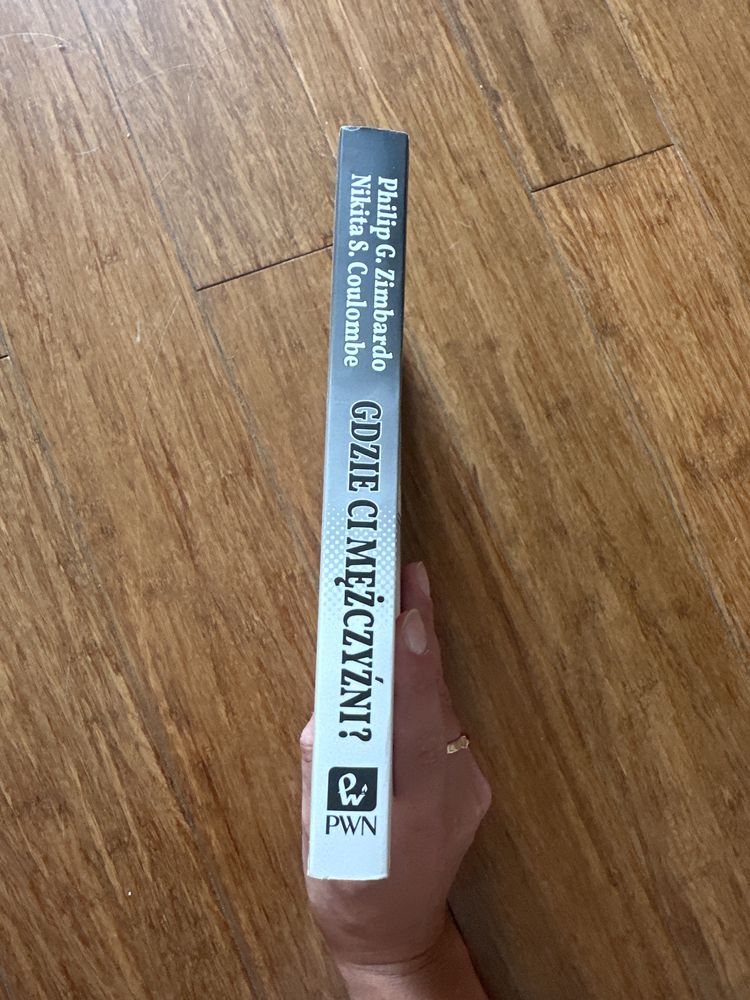 Philip G. Zimbardo
Nikita S. Coulombe
GDZIE CI MĘŻCZYŹNI?
PWN